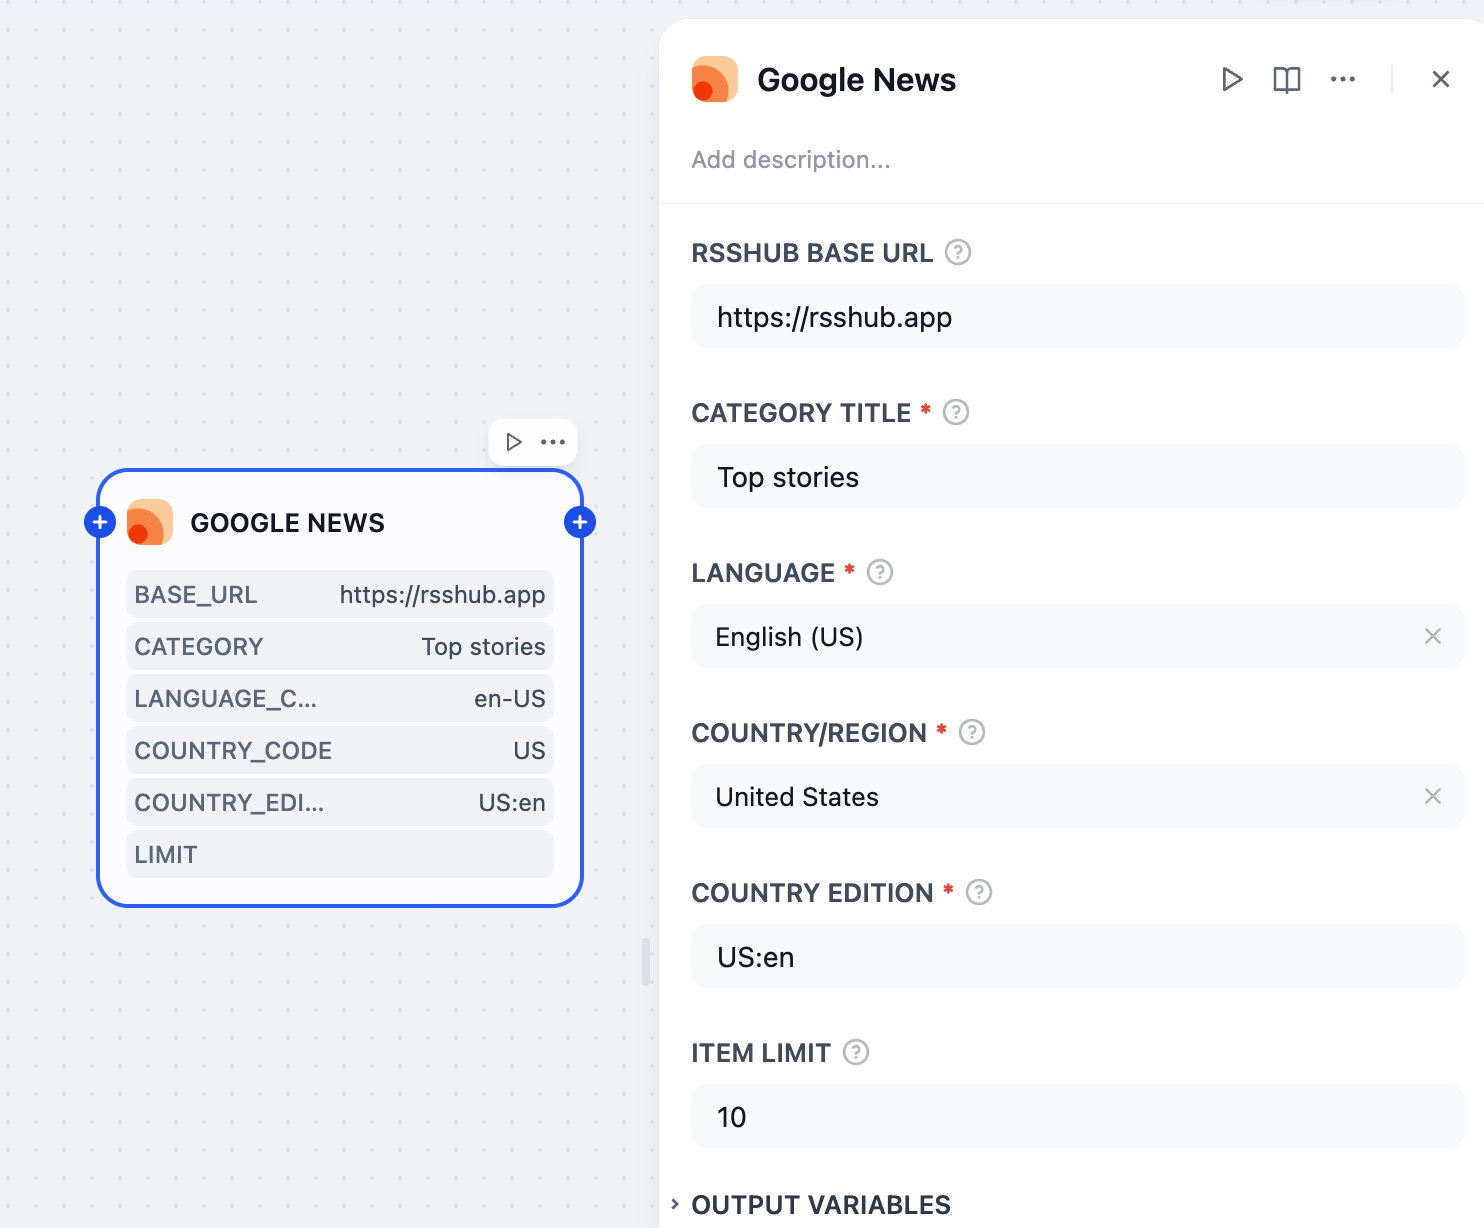 GOOGLE NEWS
BASE_URL https://rsshub.app
CATEGORY Top stories
LANGUAGE_C... en-US
COUNTRY_CODE US
COUNTRY_EDI... US:en
LIMIT
Google News
Add description...
RSSHUB BASE URL
https://rsshub.app
CATEGORY TITLE *
Top stories
LANGUAGE *
English (US)
COUNTRY/REGION *
United States
COUNTRY EDITION *
US:en
ITEM LIMIT
10
OUTPUT VARIABLES